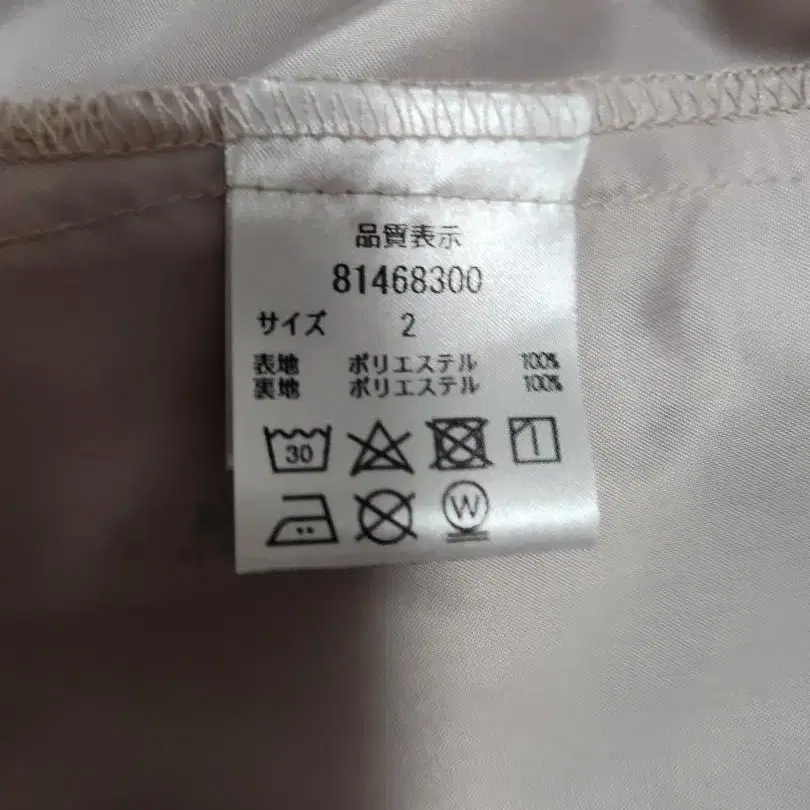 品質表示
81468300
サイズ 2
表地 ポリエステル 100%
裏地 ポリエステル 100%
30
W